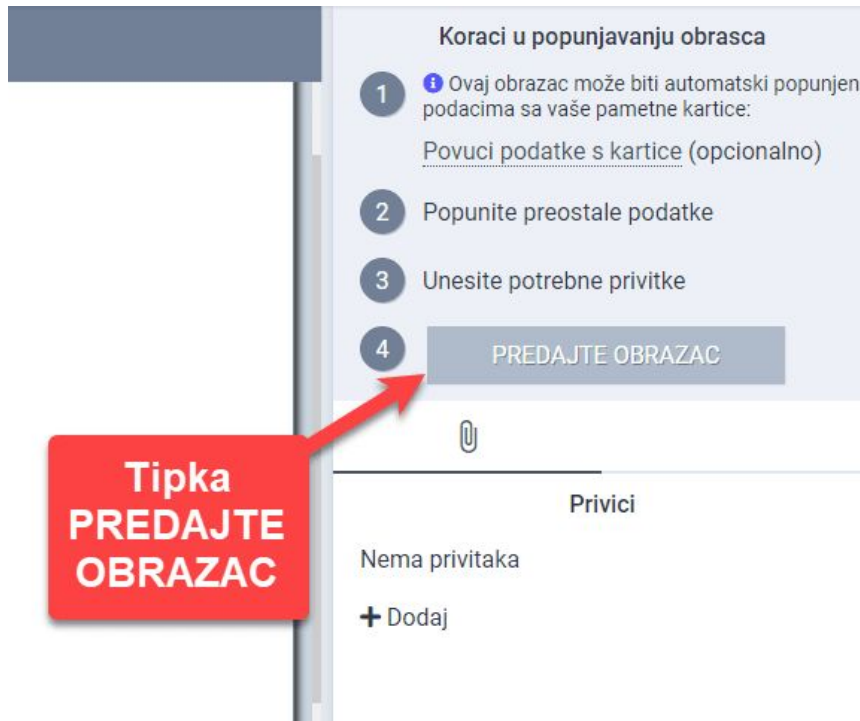 Koraci u popunjavanju obrasca
1
Ovaj obrazac može biti automatski popunjen
podacima sa vaše pametne kartice:
Povuci podatke s kartice (opcionalno)
2 Popunite preostale podatke
3 Unesite potrebne privitke
4 PREDAJTE OBRAZAC
Tipka
PREDAJTE
OBRAZAC
Privici
Nema privitaka
+ Dodaj